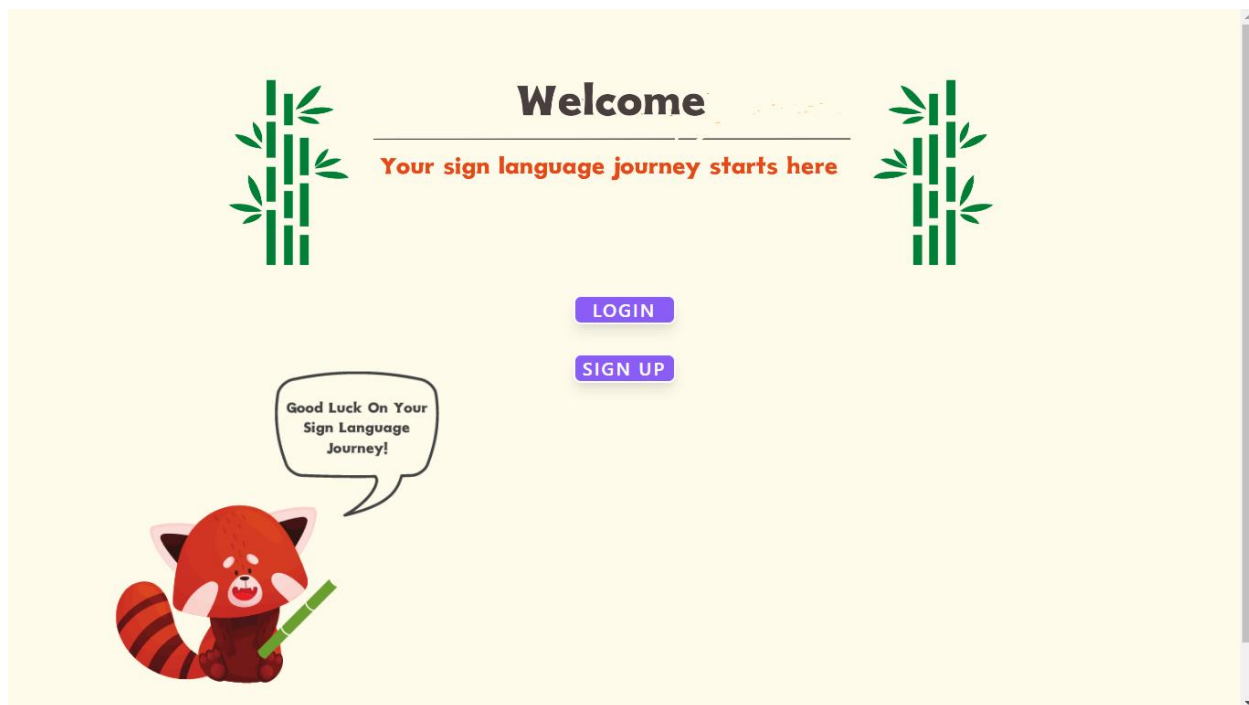 Welcome
Your sign language journey starts here
LOGIN
SIGN UP
Good Luck On Your
Sign Language
Journey!